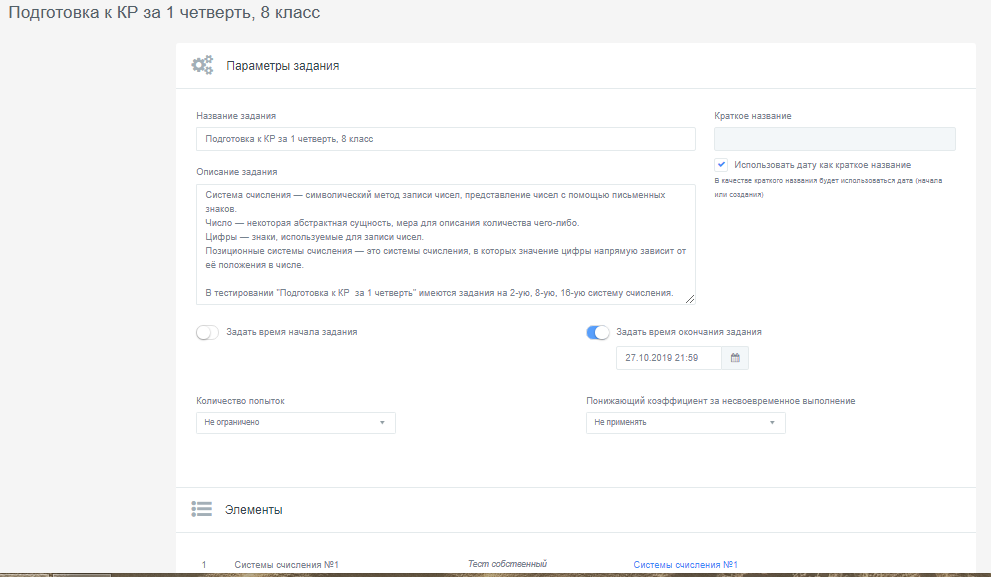 Подготовка к КР за 1 четверть, 8 класс
Параметры задания
Название задания
Подготовка к КР за 1 четверть, 8 класс
Краткое название
Использовать дату как краткое название
В качестве краткого названия будет использоваться дата (начала
или создания)
Описание задания
Система счисления — символический метод записи чисел, представление чисел с помощью письменных
знаков.
Число — некоторая абстрактная сущность, мера для описания количества чего-либо.
Цифры — знаки, используемые для записи чисел.
Позиционные системы счисления — это системы счисления, в которых значение цифры напрямую зависит от
её положения в числе.
В тестировании "Подготовка к КР за 1 четверть" имеются задания на 2-ую, 8-ую, 16-ую систему счисления.
Задать время начала задания
Задать время окончания задания
27.10.2019 21:59
Количество попыток
Не ограничено
Понижающий коэффициент за несвоевременное выполнение
Не применять
Элементы
1 Системы счисления №1 Тест собственный Системы счисления №1